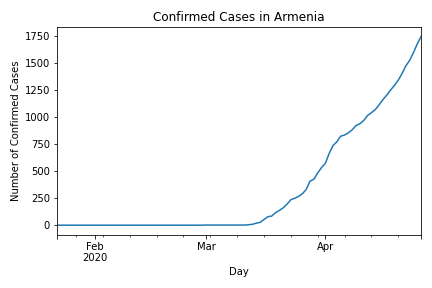 Confirmed Cases in Armenia
Number of Confirmed Cases
1750
1500
1250
1000
750
500
250
0
Feb
2020
Mar
Apr
Day